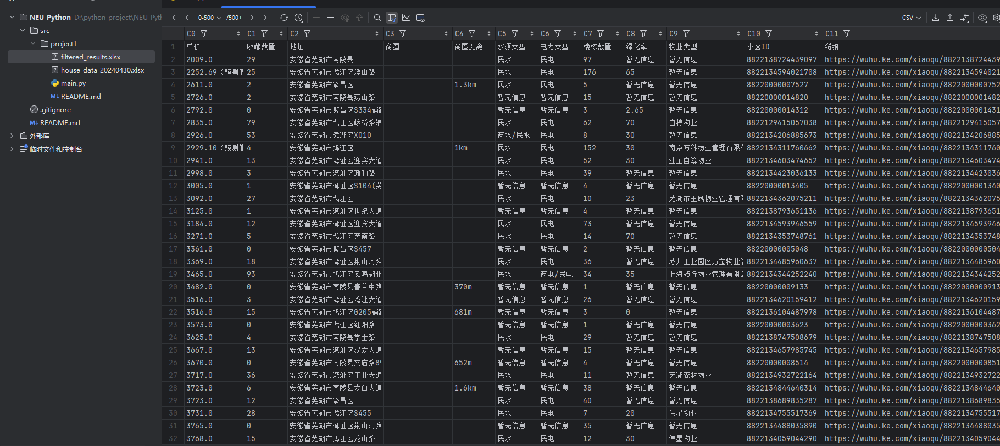 NEU_Python D:\python_project\NEU_Pyth
src
project1
filtered_results.xlsx
house_data_20240430.xlsx
main.py
M↓ README.md
.gitignore
M↓ README.md
外部库
临时文件和控制台
0-500 /500+ CSV
C0 C1 C2 C3 C4 C5 C6 C7 C8 C9 C10 C11
1 单价 收藏数量 地址 商圈 商圈距离 水源类型 电力类型 楼栋数量 绿化率 物业类型 小区ID 链接
2 2009.0 29 安徽省芜湖市南陵县 民水 民电 97 暂无信息 暂无信息 8822138724439097 https://wuhu.ke.com/xiaoqu/8822138724439
3 2252.69（预测值 25 安徽省芜湖市弋江区浮山路 民水 民电 176 65 暂无信息 8822134594021708 https://wuhu.ke.com/xiaoqu/8822134594021
4 2611.0 2 安徽省芜湖市繁昌区 1.3km 民水 民电 5 暂无信息 暂无信息 88220000007527 https://wuhu.ke.com/xiaoqu/8822000000752
5 2726.0 2 安徽省芜湖市南陵县燕山路 暂无信息 暂无信息 15 暂无信息 暂无信息 88220000014820 https://wuhu.ke.com/xiaoqu/8822000001482
6 2792.0 0 安徽省芜湖市繁昌区S334辅路 暂无信息 暂无信息 3 2.65 暂无信息 88220000014312 https://wuhu.ke.com/xiaoqu/8822000001431
7 2835.0 79 安徽省芜湖市弋江区峨桥路辅 民水 民电 62 70 自持物业 8822129415057038 https://wuhu.ke.com/xiaoqu/8822129415057
8 2926.0 53 安徽省芜湖市镜湖区X010 商水/民水 民电 8 30 暂无信息 8822134206885673 https://wuhu.ke.com/xiaoqu/8822134206885
9 2929.10（预测值 4 安徽省芜湖市鸠江区 1km 民水 民电 152 30 南京万科物业管理有限公 8822134311760662 https://wuhu.ke.com/xiaoqu/8822134311760
10 2941.0 13 安徽省芜湖市湾沚区迎宾大道 民水 民电 52 30 业主自筹物业 8822134603474652 https://wuhu.ke.com/xiaoqu/8822134603474
11 2998.0 3 安徽省芜湖市湾沚区政和路 民水 民电 39 暂无信息 暂无信息 8822134423036133 https://wuhu.ke.com/xiaoqu/8822134423036
12 3005.0 1 安徽省芜湖市湾沚区S104(芜 暂无信息 暂无信息 4 暂无信息 暂无信息 88220000013405 https://wuhu.ke.com/xiaoqu/8822000001340
13 3092.0 27 安徽省芜湖市弋江区 民水 民电 10 23 芜湖市玉凤物业管理有限 8822134362075211 https://wuhu.ke.com/xiaoqu/8822134362075
14 3125.0 1 安徽省芜湖市湾沚区世纪大道 暂无信息 暂无信息 4 暂无信息 暂无信息 8822138793651136 https://wuhu.ke.com/xiaoqu/8822138793651
15 3184.0 12 安徽省芜湖市湾沚区迎宾大道 民水 民电 73 暂无信息 暂无信息 8822134593946559 https://wuhu.ke.com/xiaoqu/8822134593946
16 3271.0 5 安徽省芜湖市弋江区芜南路 民水 民电 14 70 暂无信息 8822134353748761 https://wuhu.ke.com/xiaoqu/8822134353748
17 3361.0 0 安徽省芜湖市繁昌区S457 暂无信息 暂无信息 2 暂无信息 暂无信息 88220000005048 https://wuhu.ke.com/xiaoqu/8822000000504
18 3369.0 18 安徽省芜湖市湾沚区荆山河路 民水 民电 36 暂无信息 苏州工业园区万宝物业管 8822134485960637 https://wuhu.ke.com/xiaoqu/8822134485960
19 3465.0 93 安徽省芜湖市鸠江区凤鸣湖北 民水 商电/民电 34 35 上海领行物业管理有限公 8822134344252240 https://wuhu.ke.com/xiaoqu/8822134344252
20 3482.0 0 安徽省芜湖市南陵县春谷中路 370m 暂无信息 暂无信息 1 暂无信息 暂无信息 88220000009133 https://wuhu.ke.com/xiaoqu/8822000000913
21 3516.0 3 安徽省芜湖市湾沚区湾沚大道 暂无信息 暂无信息 26 暂无信息 暂无信息 8822134620159412 https://wuhu.ke.com/xiaoqu/8822134620159
22 3516.0 15 安徽省芜湖市鸠江区G205辅路 681m 暂无信息 暂无信息 3 0 暂无信息 8822136104487978 https://wuhu.ke.com/xiaoqu/8822136104487
23 3573.0 0 安徽省芜湖市弋江区红阳路 暂无信息 暂无信息 1 暂无信息 暂无信息 88220000003623 https://wuhu.ke.com/xiaoqu/8822000000362
24 3625.0 4 安徽省芜湖市南陵县学士路 民水 民电 29 暂无信息 暂无信息 8822138747508679 https://wuhu.ke.com/xiaoqu/8822138747508
25 3667.0 13 安徽省芜湖市湾沚区易太大道 暂无信息 暂无信息 15 暂无信息 暂无信息 8822134657985745 https://wuhu.ke.com/xiaoqu/8822134657985
26 3670.0 0 安徽省芜湖市南陵县文庙路89 652m 暂无信息 暂无信息 4 暂无信息 暂无信息 88220000008514 https://wuhu.ke.com/xiaoqu/8822000000851
27 3717.0 36 安徽省芜湖市湾沚区工业大道 民水 民电 11 暂无信息 芜湖森林物业 8822134932722164 https://wuhu.ke.com/xiaoqu/8822134932722
28 3723.0 6 安徽省芜湖市南陵县太白大道 1.6km 暂无信息 暂无信息 38 暂无信息 暂无信息 8822134844640314 https://wuhu.ke.com/xiaoqu/8822134844640
29 3723.0 12 安徽省芜湖市繁昌区 民水 民电 40 暂无信息 暂无信息 8822138689835287 https://wuhu.ke.com/xiaoqu/8822138689835
30 3731.0 28 安徽省芜湖市弋江区S455 民水 民电 7 20 伟星物业 8822134755517369 https://wuhu.ke.com/xiaoqu/8822134755517
31 3765.0 0 安徽省芜湖市湾沚区荆山河路 暂无信息 暂无信息 35 暂无信息 暂无信息 8822134488035890 https://wuhu.ke.com/xiaoqu/8822134488035
32 3768.0 15 安徽省芜湖市鸠江区龙山路 民水 民电 12 30 伟星物业 8822134059044290 https://wuhu.ke.com/xiaoqu/8822134059044